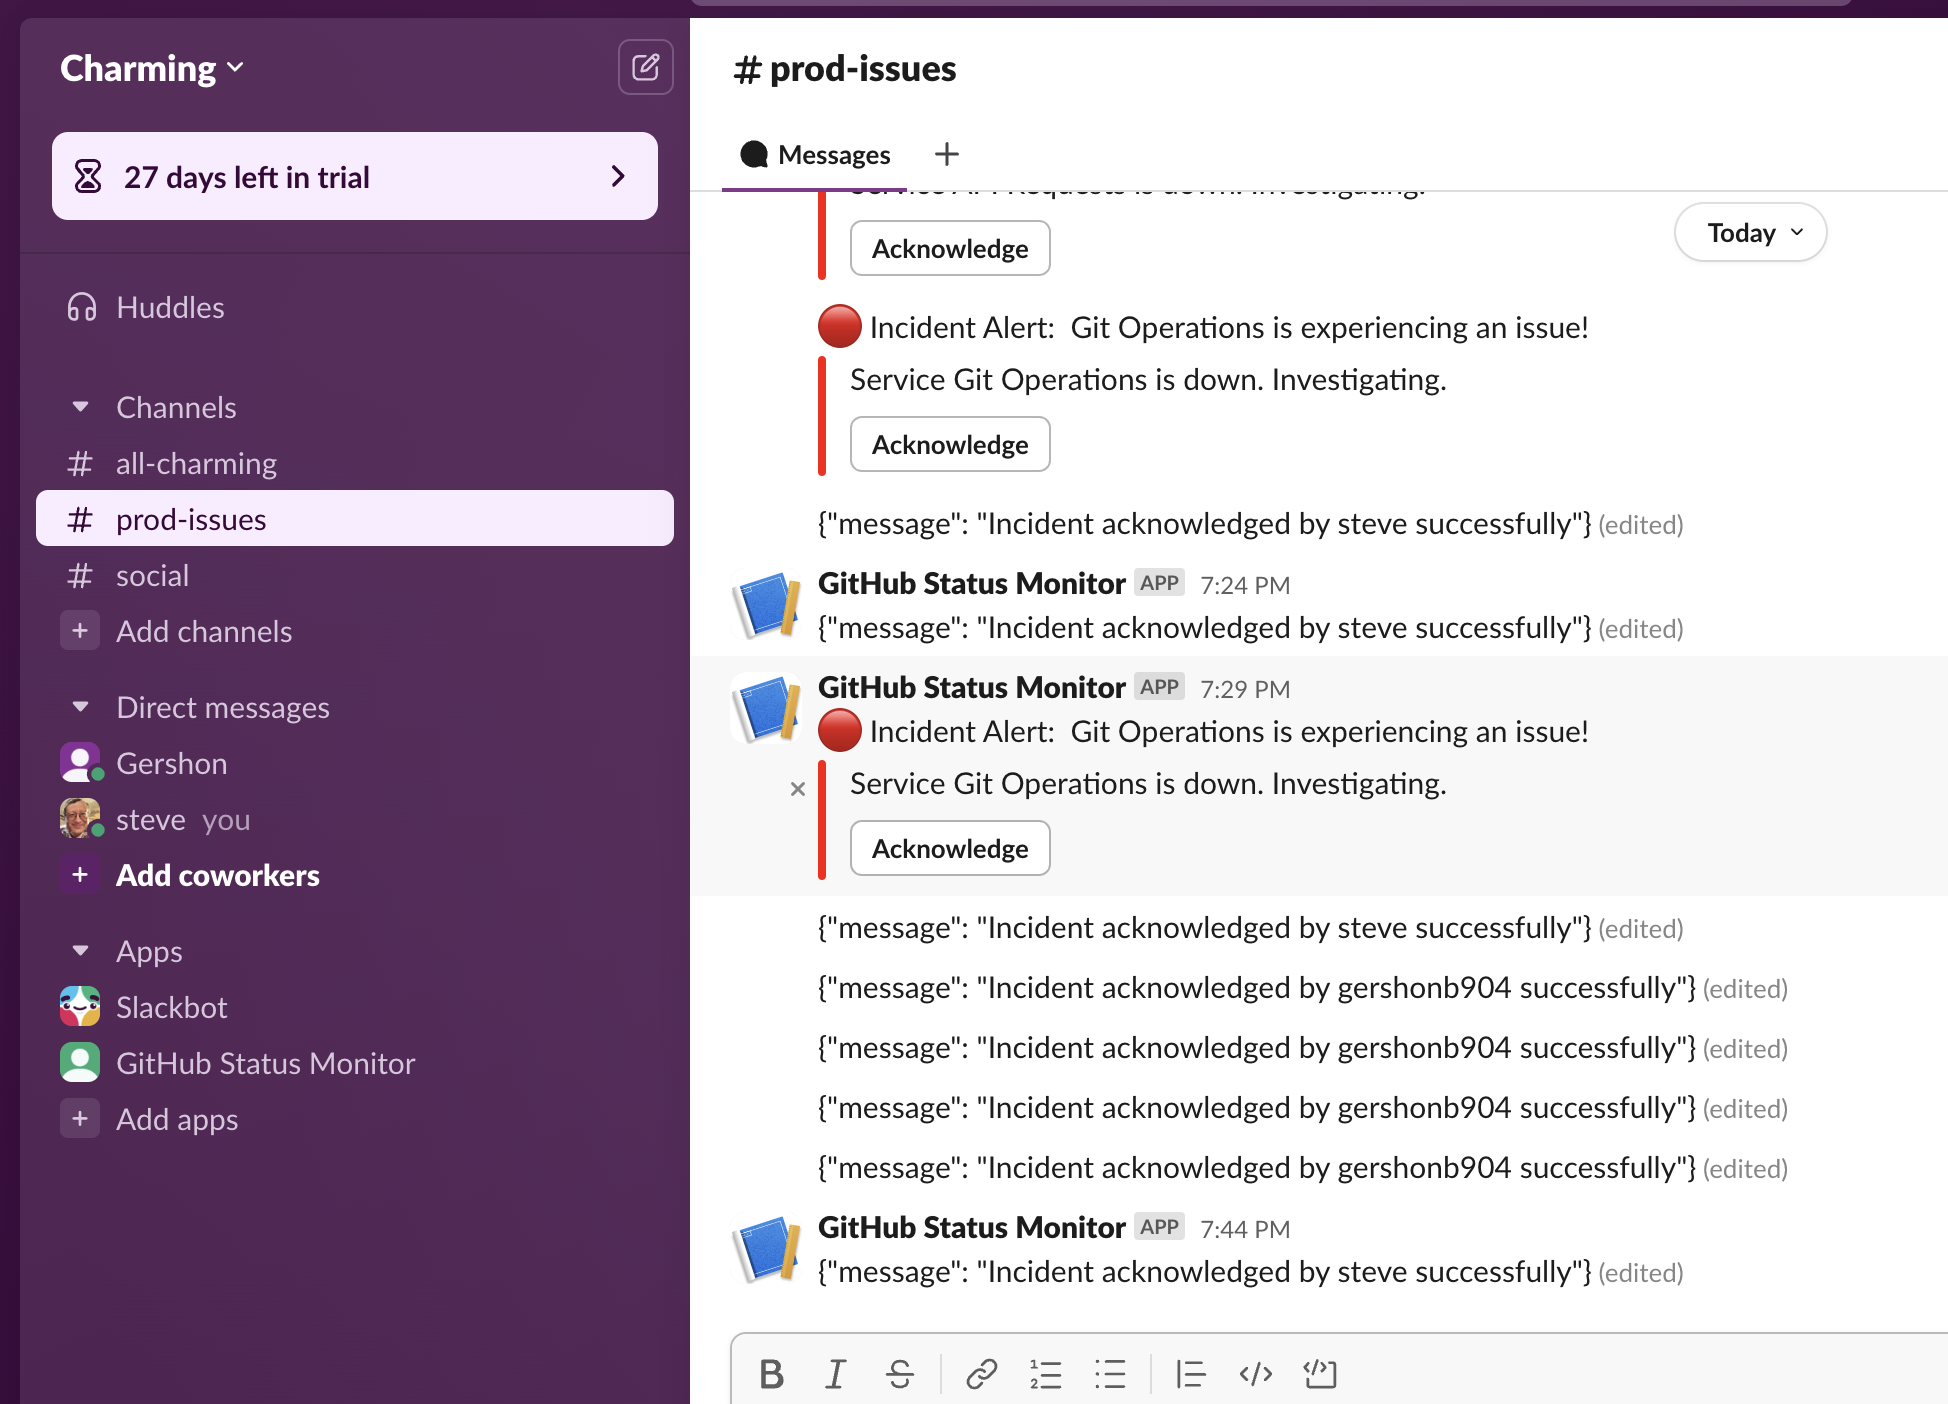 Charming
27 days left in trial
Huddles
Channels
# all-charming
# prod-issues
# social
+ Add channels
Direct messages
Gershon
steve you
+ Add coworkers
Apps
Slackbot
GitHub Status Monitor
+ Add apps
# prod-issues
Messages +
Service API Requests is down. Investigating.
Acknowledge
Today
Incident Alert:  Git Operations is experiencing an issue!
Service Git Operations is down. Investigating.
Acknowledge
{"message": "Incident acknowledged by steve successfully"} (edited)
GitHub Status Monitor APP 7:24 PM
{"message": "Incident acknowledged by steve successfully"} (edited)
GitHub Status Monitor APP 7:29 PM
Incident Alert:  Git Operations is experiencing an issue!
Service Git Operations is down. Investigating.
Acknowledge
{"message": "Incident acknowledged by steve successfully"} (edited)
{"message": "Incident acknowledged by gershonb904 successfully"} (edited)
{"message": "Incident acknowledged by gershonb904 successfully"} (edited)
{"message": "Incident acknowledged by gershonb904 successfully"} (edited)
{"message": "Incident acknowledged by gershonb904 successfully"} (edited)
GitHub Status Monitor APP 7:44 PM
{"message": "Incident acknowledged by steve successfully"} (edited)
B I S